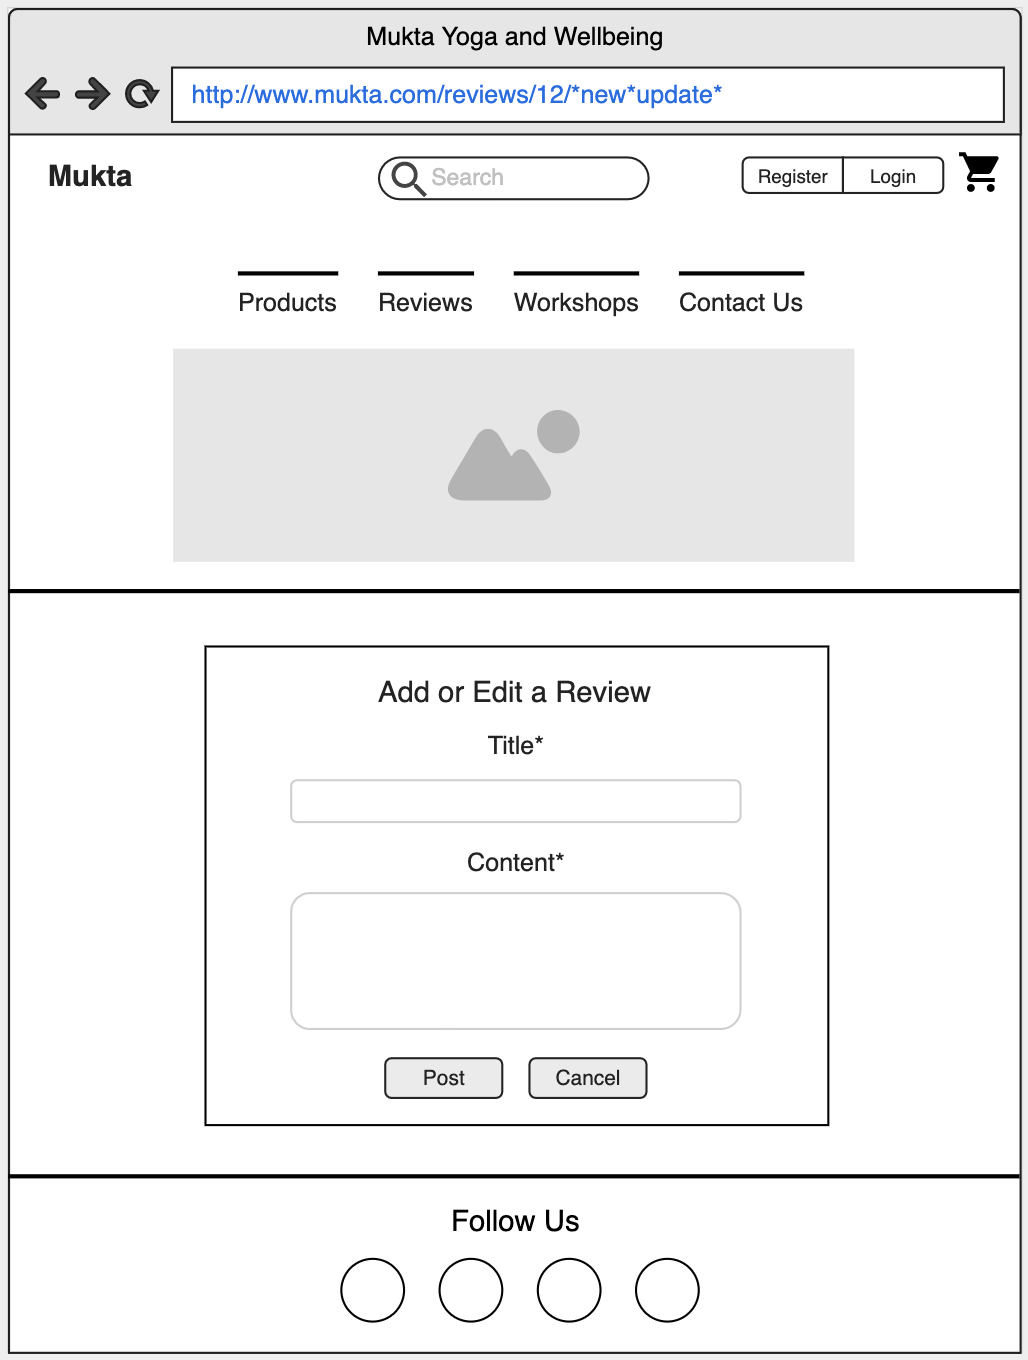 Mukta Yoga and Wellbeing
http://www.mukta.com/reviews/12/*new*update*
Mukta
Search
Register
Login
Products
Reviews
Workshops
Contact Us
Add or Edit a Review
Title*
Content*
Post
Cancel
Follow Us